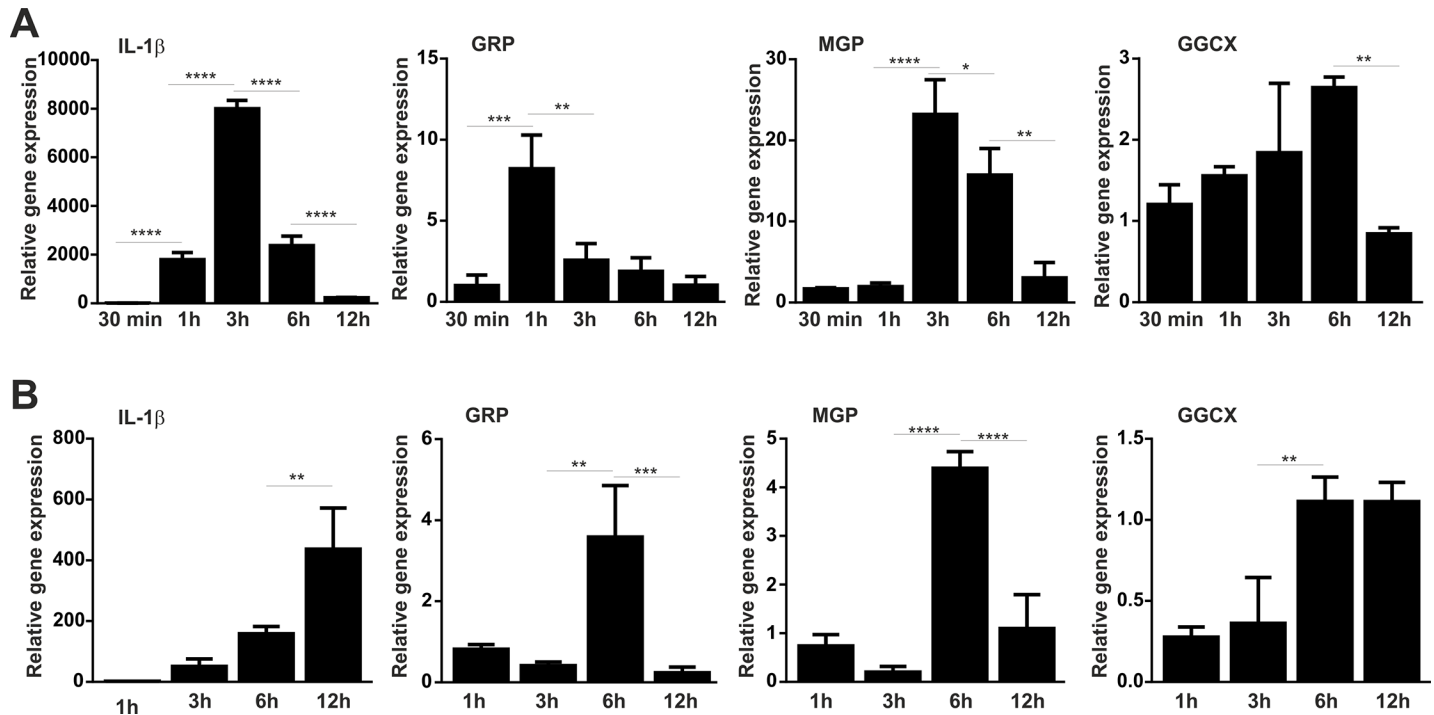 A
IL-1β
Relative gene expression
10000
8000
6000
4000
2000
0
**** **** **** ****
30 min 1h 3h 6h 12h
GRP
Relative gene expression
15
10
5
0
*** **
30 min 1h 3h 6h 12h
MGP
Relative gene expression
30
20
10
0
**** * **
30 min 1h 3h 6h 12h
GGCX
Relative gene expression
3
2
1
0
**
30 min 1h 3h 6h 12h
B
IL-1β
Relative gene expression
800
600
400
200
0
**
1h 3h 6h 12h
GRP
Relative gene expression
6
4
2
0
** ***
1h 3h 6h 12h
MGP
Relative gene expression
5
4
3
2
1
0
**** ****
1h 3h 6h 12h
GGCX
Relative gene expression
1.5
1.0
0.5
0.0
**
1h 3h 6h 12h